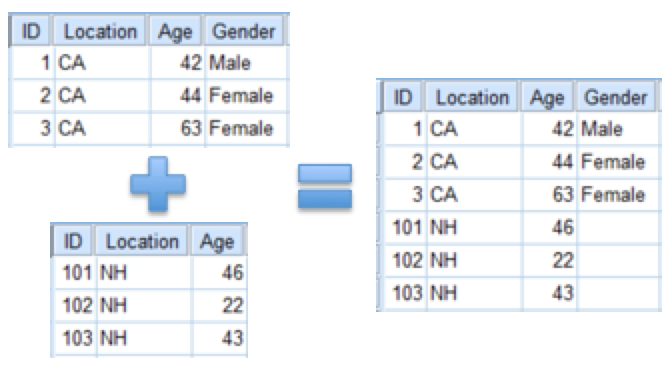 ID Location Age Gender
1 CA 42 Male
2 CA 44 Female
3 CA 63 Female
ID Location Age
101 NH 46
102 NH 22
103 NH 43
ID Location Age Gender
1 CA 42 Male
2 CA 44 Female
3 CA 63 Female
101 NH 46
102 NH 22
103 NH 43